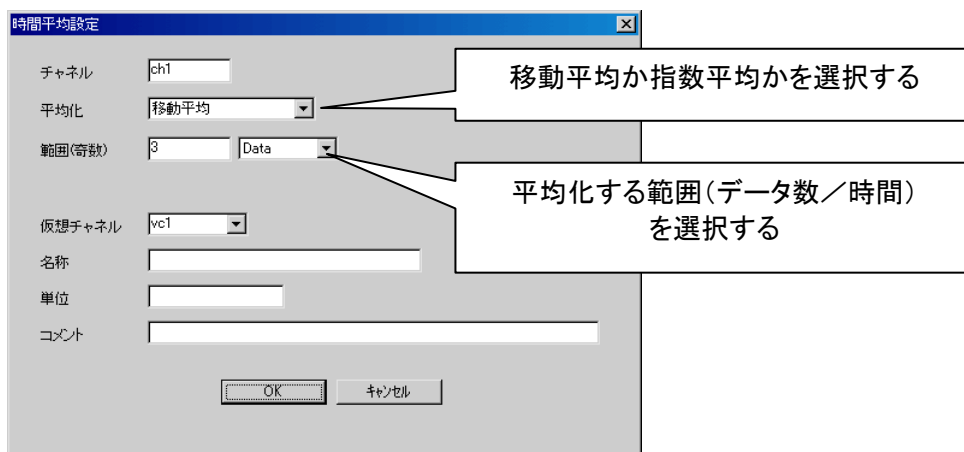 時間平均設定
チャネル ch1
移動平均か指数平均かを選択する
平均化 移動平均
範囲(奇数) 3 Data
平均化する範囲(データ数／時間)
を選択する
仮想チャネル vc1
名称
単位
コメント
OK キャンセル